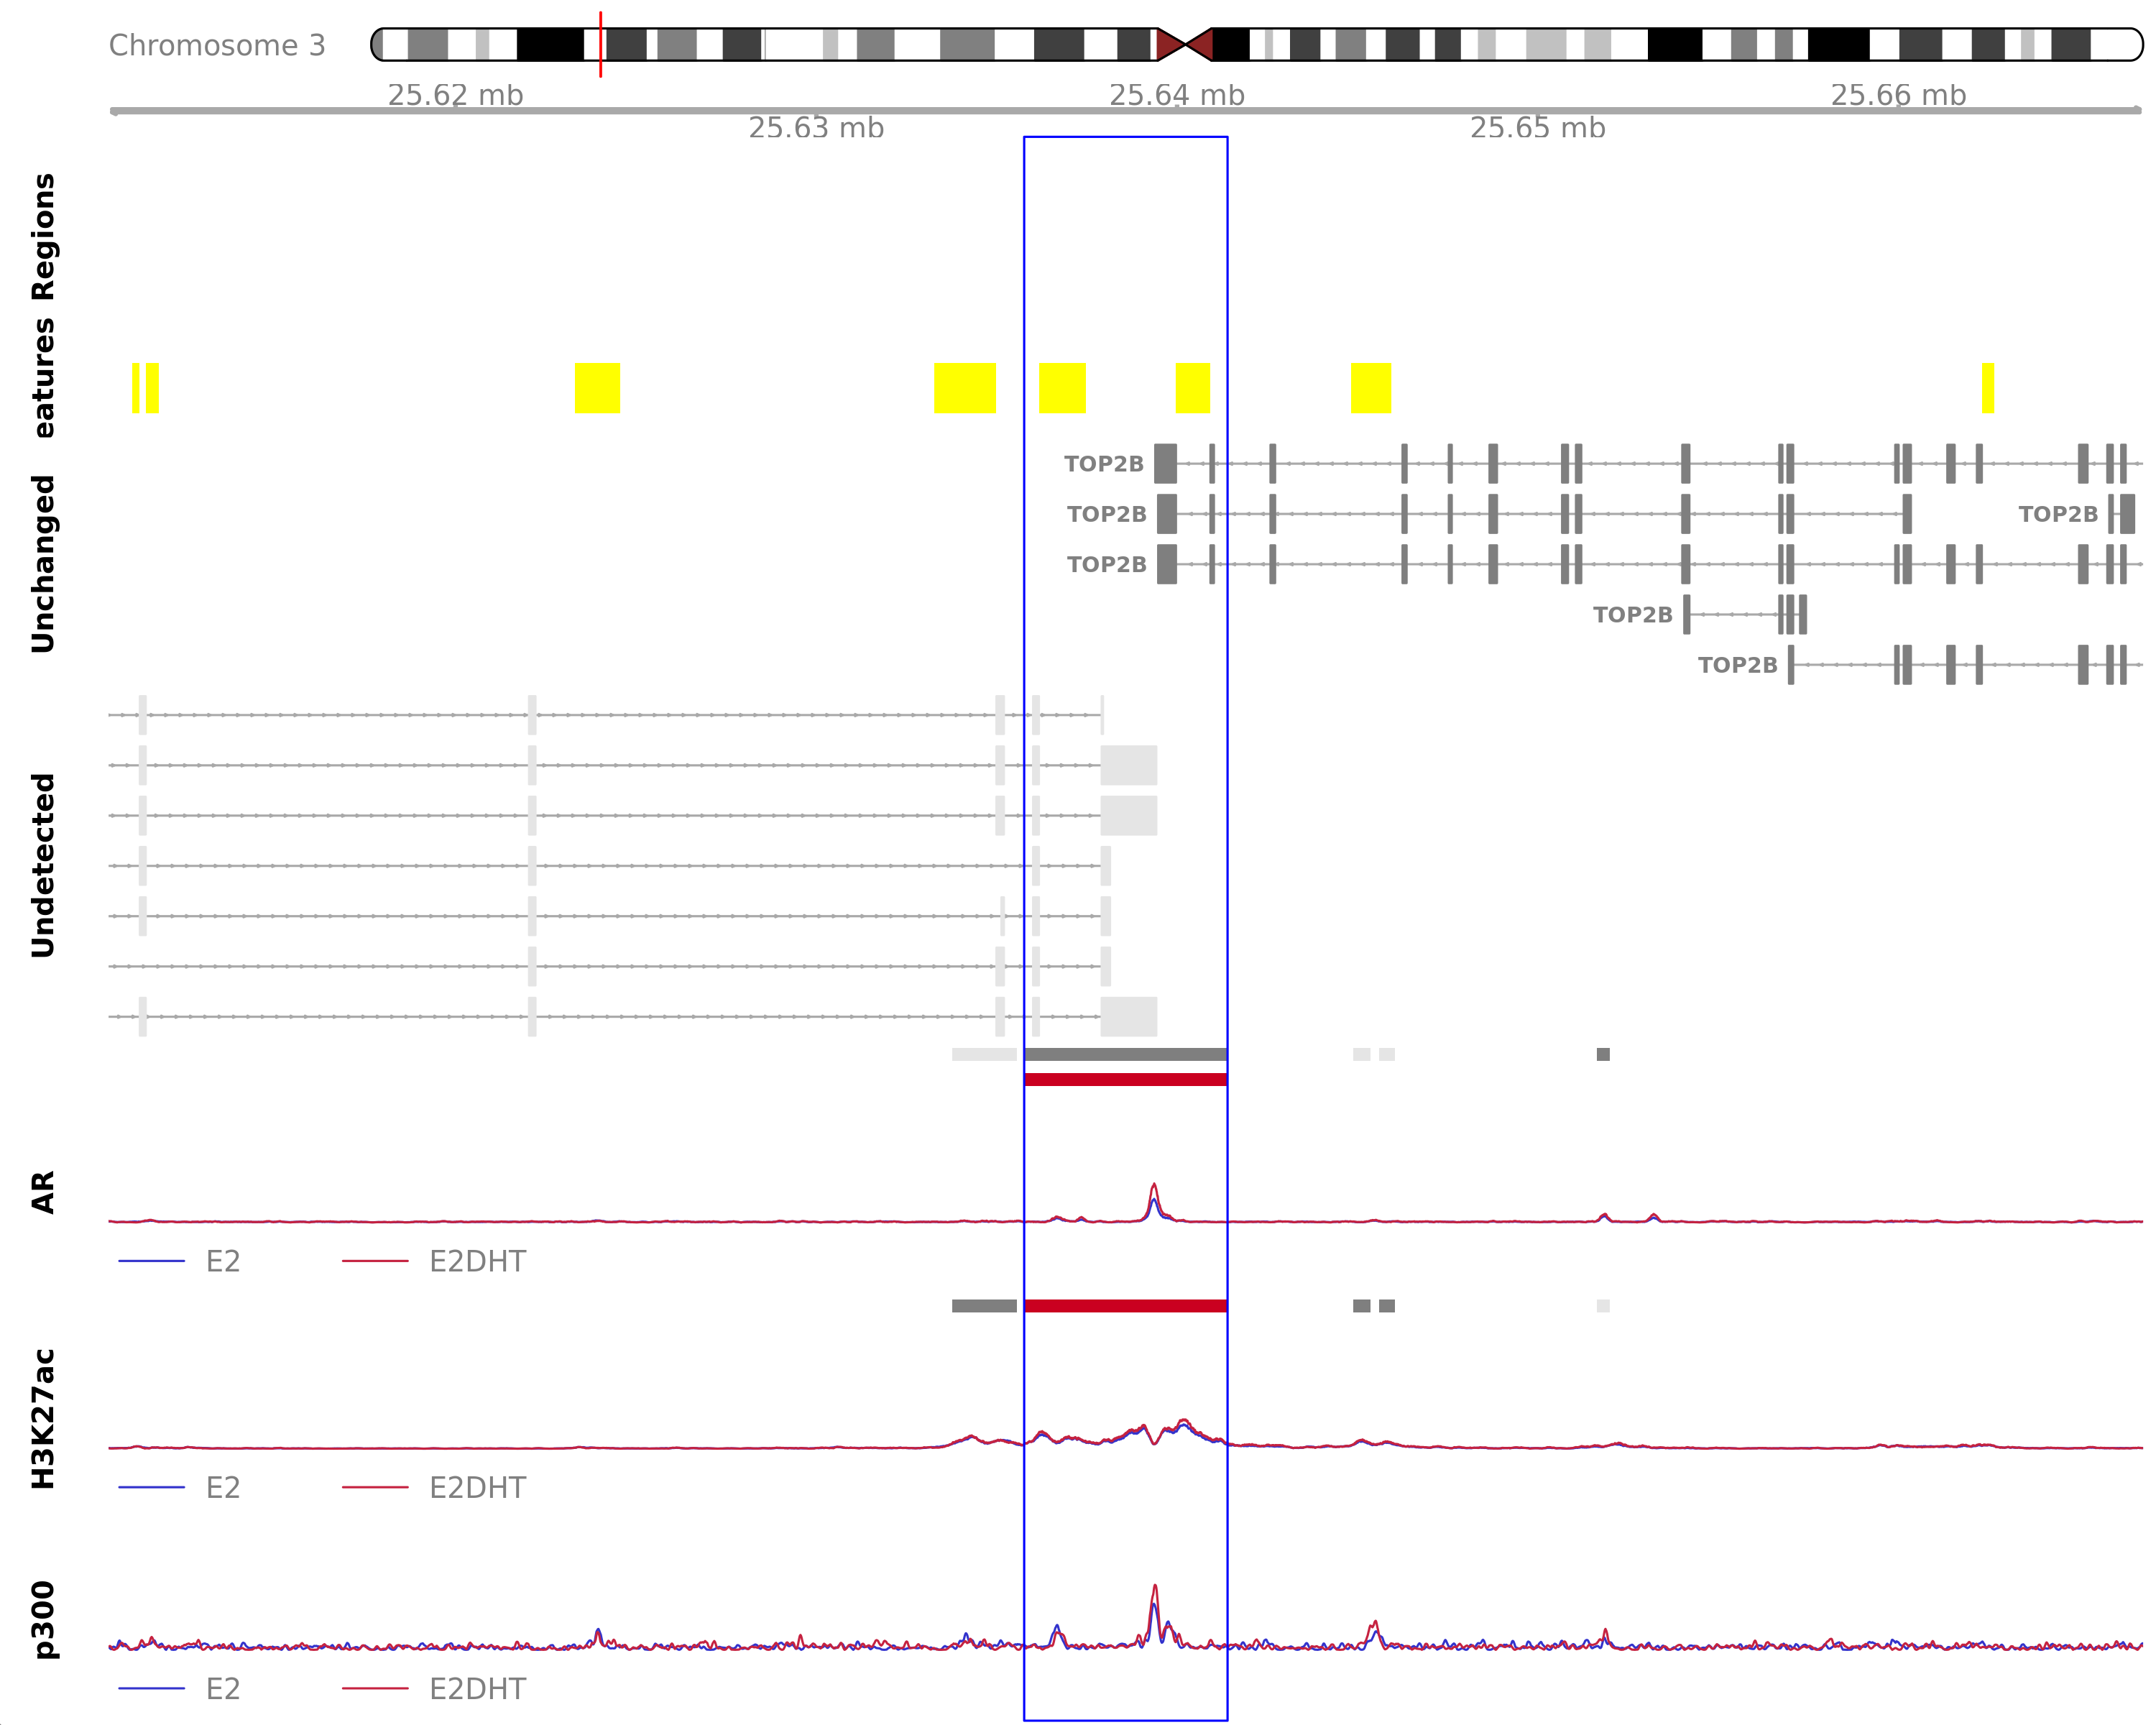 Chromosome 3
25.62 mb
25.64 mb
25.66 mb
25.63 mb
25.65 mb
Regions
eatures
TOP2B
Unchanged
TOP2B
TOP2B
TOP2B
TOP2B
TOP2B
Undetected
AR
E2 E2DHT
H3K27ac
E2 E2DHT
p300
E2 E2DHT